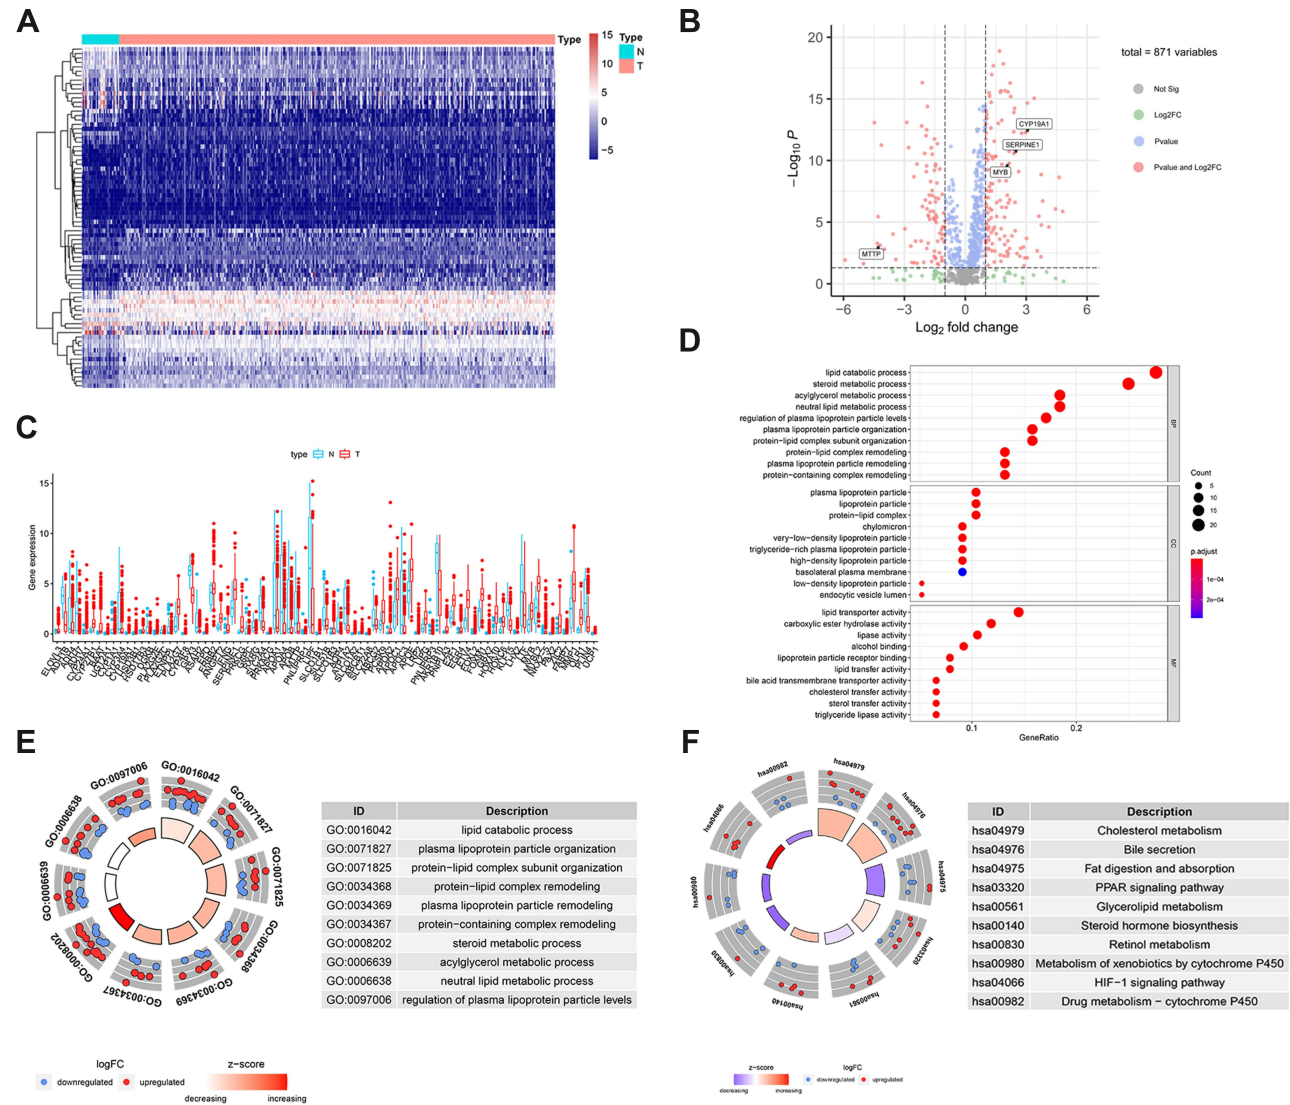 A
Type
15
10
5
0
−5
Type
N
T
B
20
15
10
5
0
−Log10 P
CYP19A1
SERPINE1
MYB
MTTP
−6
−3
0
3
6
Log2 fold change
total = 871 variables
Not Sig
Log2FC
Pvalue
Pvalue and Log2FC
C
type
N
T
15
10
5
0
Gene expression
D
lipid catabolic process
steroid metabolic process
acylglycerol metabolic process
neutral lipid metabolic process
regulation of plasma lipoprotein particle levels
plasma lipoprotein particle organization
protein−lipid complex subunit organization
protein−lipid complex remodeling
plasma lipoprotein particle remodeling
protein−containing complex remodeling
BP
plasma lipoprotein particle
lipoprotein particle
protein−lipid complex
chylomicron
very−low−density lipoprotein particle
triglyceride−rich plasma lipoprotein particle
high−density lipoprotein particle
basolateral plasma membrane
low−density lipoprotein particle
endocytic vesicle lumen
CC
lipid transporter activity
carboxylic ester hydrolase activity
lipase activity
alcohol binding
lipoprotein particle receptor binding
lipid transfer activity
bile acid transmembrane transporter activity
cholesterol transfer activity
sterol transfer activity
triglyceride lipase activity
MF
0.1
0.2
GeneRatio
Count
5
10
15
20
p.adjust
1e−04
2e−04
E
GO:0016042
GO:0071827
GO:0071825
GO:0034368
GO:0034369
GO:0034367
GO:0008202
GO:0006639
GO:0006638
GO:0097006
ID Description
GO:0016042 lipid catabolic process
GO:0071827 plasma lipoprotein particle organization
GO:0071825 protein−lipid complex subunit organization
GO:0034368 protein−lipid complex remodeling
GO:0034369 plasma lipoprotein particle remodeling
GO:0034367 protein−containing complex remodeling
GO:0008202 steroid metabolic process
GO:0006639 acylglycerol metabolic process
GO:0006638 neutral lipid metabolic process
GO:0097006 regulation of plasma lipoprotein particle levels
logFC
downregulated
upregulated
z−score
decreasing
increasing
F
hsa04979
hsa04976
hsa04975
hsa03320
hsa00561
hsa00140
hsa00830
hsa00980
hsa04066
hsa00982
ID Description
hsa04979 Cholesterol metabolism
hsa04976 Bile secretion
hsa04975 Fat digestion and absorption
hsa03320 PPAR signaling pathway
hsa00561 Glycerolipid metabolism
hsa00140 Steroid hormone biosynthesis
hsa00830 Retinol metabolism
hsa00980 Metabolism of xenobiotics by cytochrome P450
hsa04066 HIF−1 signaling pathway
hsa00982 Drug metabolism − cytochrome P450
z−score
decreasing
increasing
logFC
downregulated
upregulated